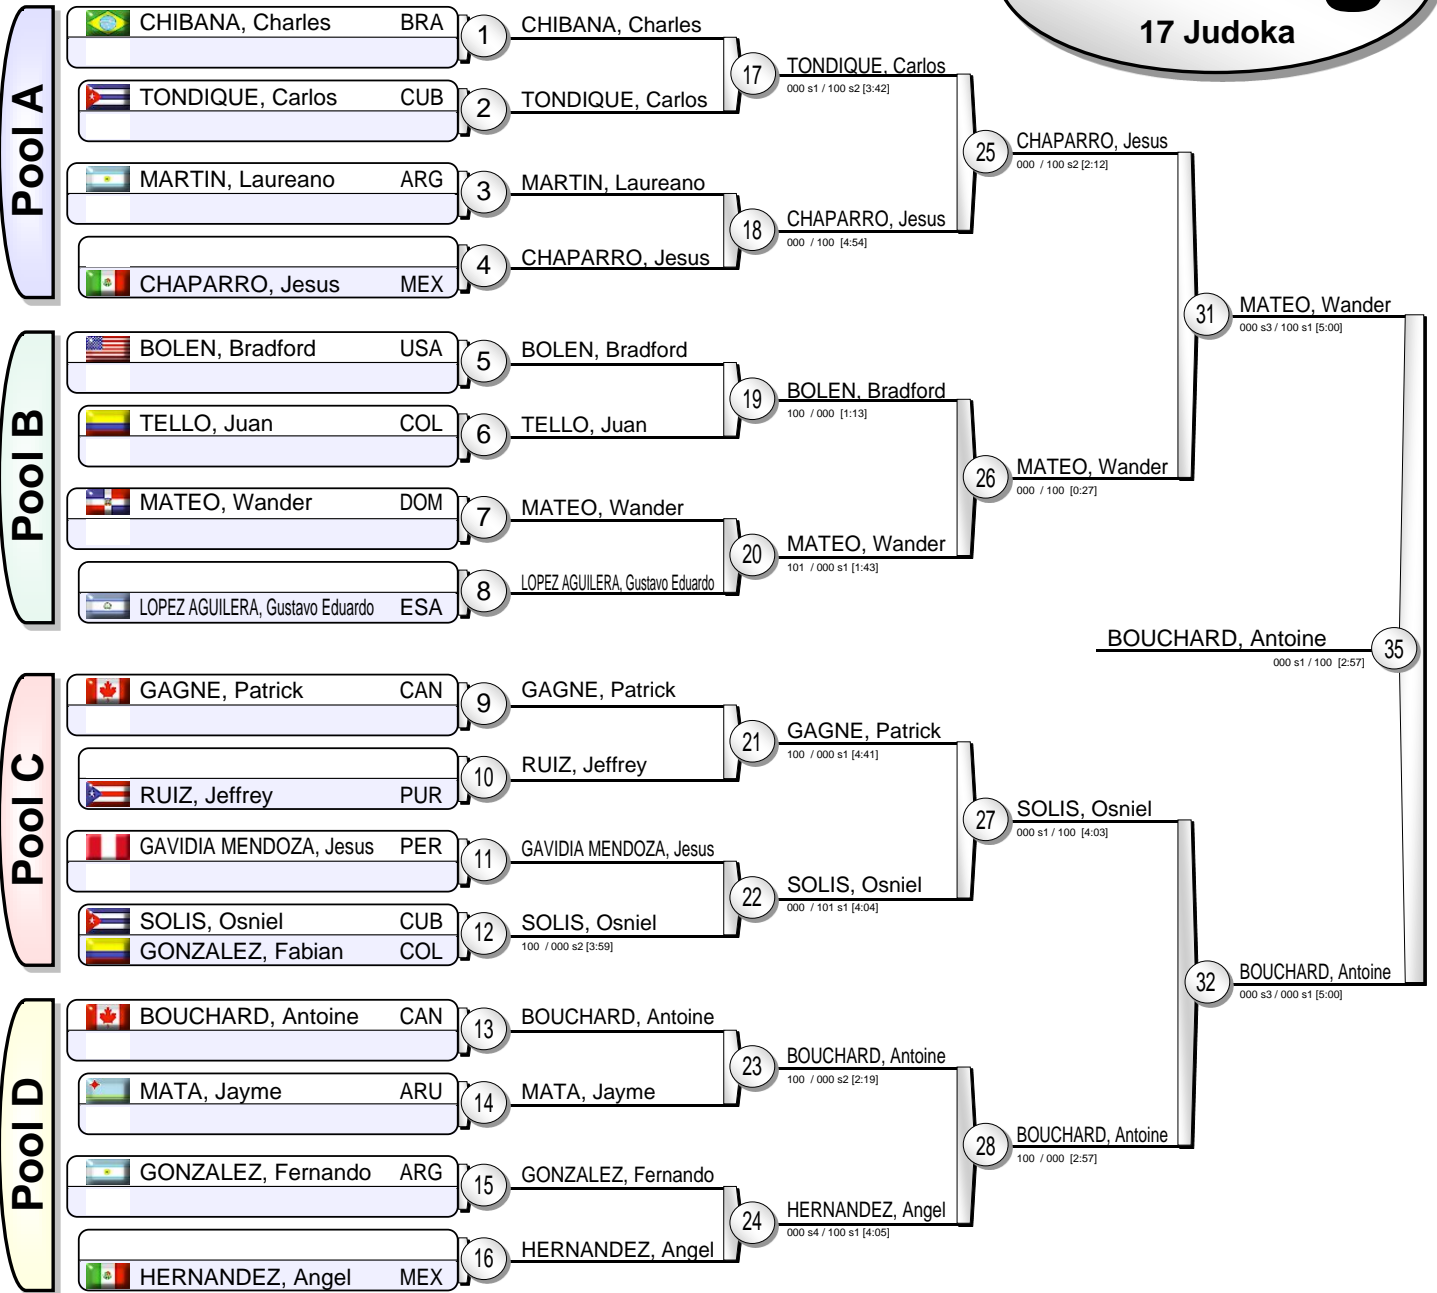 17 Judoka
Pool A
CHIBANA, Charles BRA
1
CHIBANA, Charles
TONDIQUE, Carlos CUB
2
TONDIQUE, Carlos
17
TONDIQUE, Carlos
000 s1 / 100 s2 [3:42]
MARTIN, Laureano ARG
3
MARTIN, Laureano
CHAPARRO, Jesus MEX
4
CHAPARRO, Jesus
18
CHAPARRO, Jesus
000 / 100 [4:54]
25
CHAPARRO, Jesus
000 / 100 s2 [2:12]
Pool B
BOLEN, Bradford USA
5
BOLEN, Bradford
TELLO, Juan COL
6
TELLO, Juan
19
BOLEN, Bradford
100 / 000 [1:13]
MATEO, Wander DOM
7
MATEO, Wander
LOPEZ AGUILERA, Gustavo Eduardo ESA
8
LOPEZ AGUILERA, Gustavo Eduardo
20
MATEO, Wander
101 / 000 s1 [1:43]
26
MATEO, Wander
000 / 100 [0:27]
31
MATEO, Wander
000 s3 / 100 s1 [5:00]
Pool C
GAGNE, Patrick CAN
9
GAGNE, Patrick
RUIZ, Jeffrey PUR
10
RUIZ, Jeffrey
21
GAGNE, Patrick
100 / 000 s1 [4:41]
GAVIDIA MENDOZA, Jesus PER
11
GAVIDIA MENDOZA, Jesus
SOLIS, Osniel CUB
GONZALEZ, Fabian COL
12
SOLIS, Osniel
100 / 000 s2 [3:59]
22
SOLIS, Osniel
000 / 101 s1 [4:04]
27
SOLIS, Osniel
000 s1 / 100 [4:03]
Pool D
BOUCHARD, Antoine CAN
13
BOUCHARD, Antoine
MATA, Jayme ARU
14
MATA, Jayme
23
BOUCHARD, Antoine
100 / 000 s2 [2:19]
GONZALEZ, Fernando ARG
15
GONZALEZ, Fernando
HERNANDEZ, Angel MEX
16
HERNANDEZ, Angel
24
HERNANDEZ, Angel
000 s4 / 100 s1 [4:05]
28
BOUCHARD, Antoine
100 / 000 [2:57]
32
BOUCHARD, Antoine
000 s3 / 000 s1 [5:00]
BOUCHARD, Antoine
000 s1 / 100 [2:57]
35